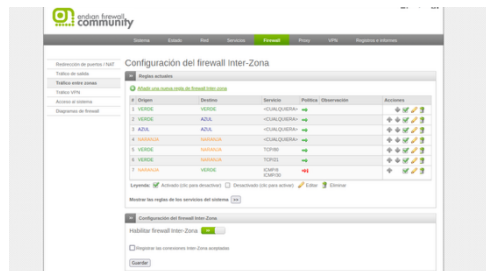 endian firewall
community
Sistema Estado Red Servicios Firewall Proxy VPN Registros e informes
Redirección de puertos / NAT
Tráfico de salida
Tráfico entre zonas
Tráfico VPN
Acceso al sistema
Diagramas de firewall
Configuración del firewall Inter-Zona
Reglas actuales
Añadir una nueva regla de firewall inter-zona
# Origen Destino Servicio Política Observación Acciones
1 VERDE VERDE <CUALQUIERA>
2 VERDE AZUL <CUALQUIERA>
3 AZUL AZUL <CUALQUIERA>
4 NARANJA NARANJA <CUALQUIERA>
5 VERDE NARANJA TCP/80
6 VERDE NARANJA TCP/21
7 NARANJA VERDE ICMP/8
ICMP/30
Leyenda: Activado (clic para desactivar) Desactivado (clic para activar) Editar Eliminar
Mostrar las reglas de los servicios del sistema >>
Configuración del firewall Inter-Zona
Habilitar firewall Inter-Zona
Registrar las conexiones Inter-Zona aceptadas
Guardar